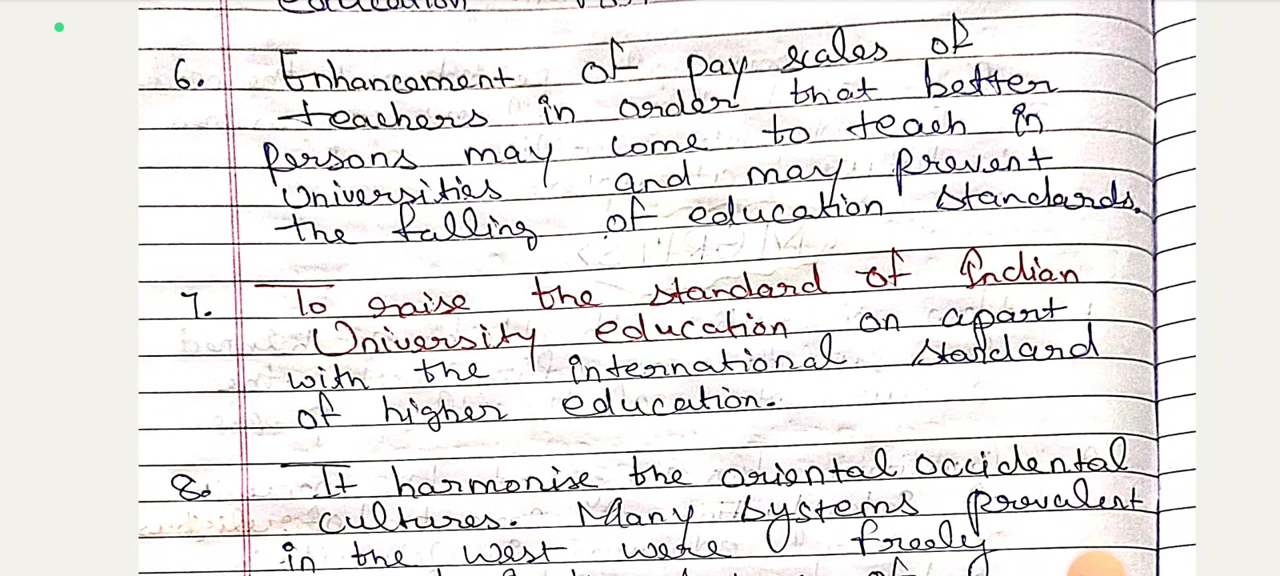 6. Enhancement of pay scales of
teachers in order that better
persons may come to teach in
Universities and may prevent
the falling of education standards.
7. To raise the standard of Indian
University education on apart
with the international standard
of higher education.
8. It harmonise the oriental occidental
cultures. Many systems prevalent
in the west were freely